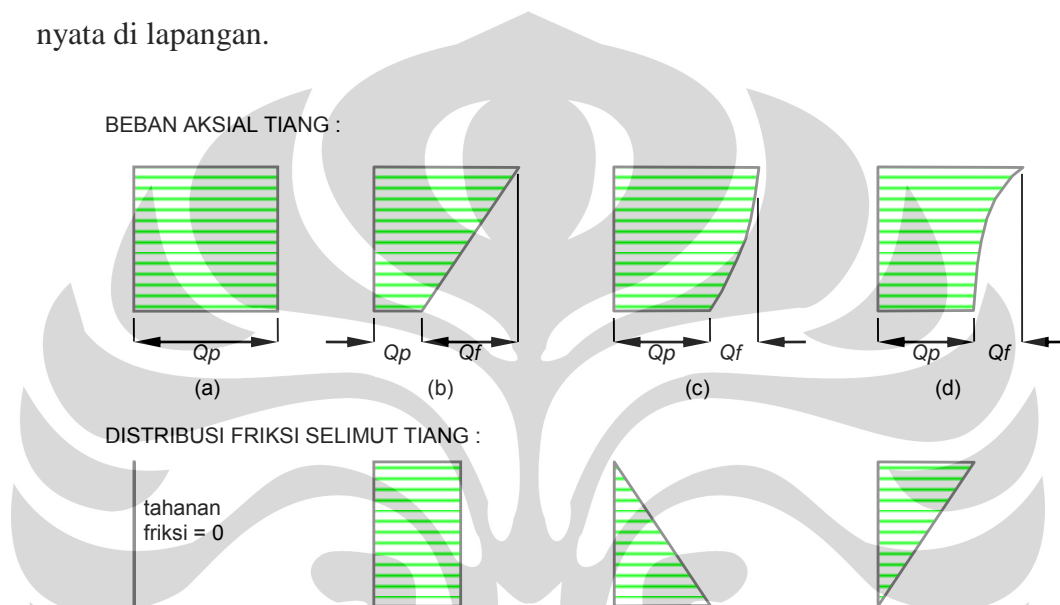 nyata di lapangan.
BEBAN AKSIAL TIANG :
Qp Qp Qf Qp Qf Qp Qf
(a) (b) (c) (d)
DISTRIBUSI FRIKSI SELIMUT TIANG :
tahanan
friksi = 0